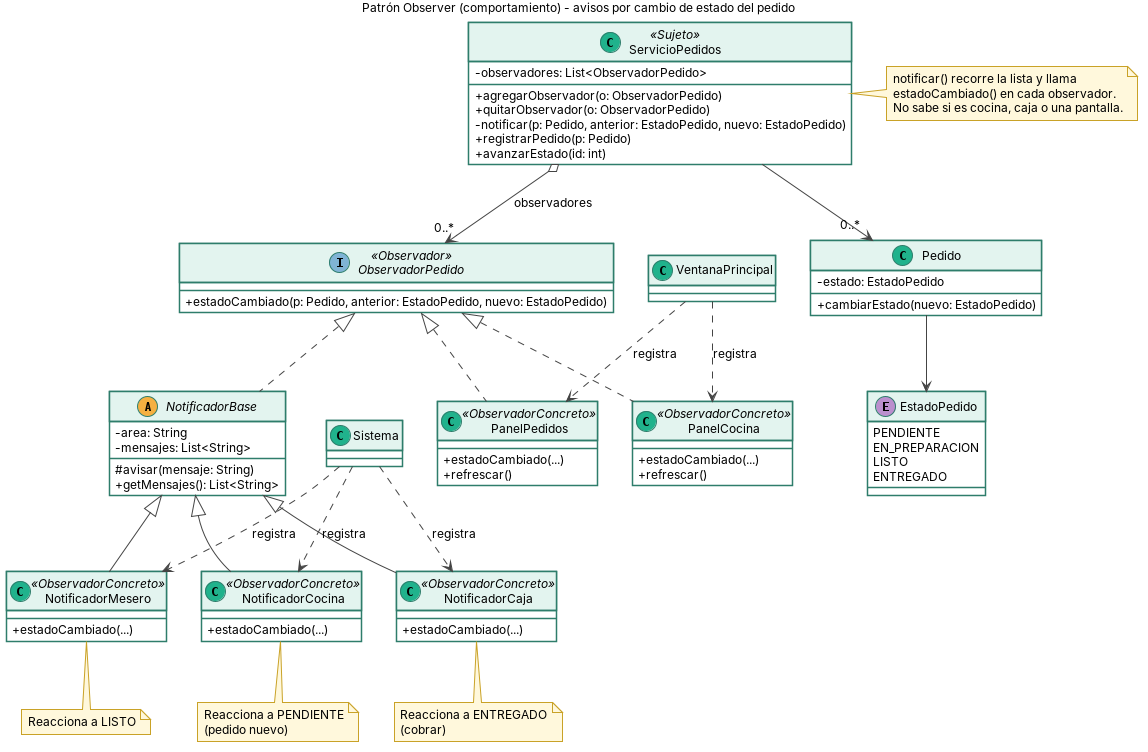 Patrón Observer (comportamiento) - avisos por cambio de estado del pedido
«Sujeto»
C
ServicioPedidos
-observadores: List<ObservadorPedido>
+agregarObservador(o: ObservadorPedido)
+quitarObservador(o: ObservadorPedido)
-notificar(p: Pedido, anterior: EstadoPedido, nuevo: EstadoPedido)
+registrarPedido(p: Pedido)
+avanzarEstado(id: int)
notificar() recorre la lista y llama
estadoCambiado() en cada observador.
No sabe si es cocina, caja o una pantalla.
observadores
0..*
0..*
«Observador»
I
ObservadorPedido
+estadoCambiado(p: Pedido, anterior: EstadoPedido, nuevo: EstadoPedido)
C VentanaPrincipal
C Pedido
-estado: EstadoPedido
+cambiarEstado(nuevo: EstadoPedido)
registra
registra
A NotificadorBase
-area: String
-mensajes: List<String>
#avisar(mensaje: String)
+getMensajes(): List<String>
C Sistema
«ObservadorConcreto»
C
PanelPedidos
+estadoCambiado(...)
+refrescar()
«ObservadorConcreto»
C
PanelCocina
+estadoCambiado(...)
+refrescar()
E EstadoPedido
PENDIENTE
EN_PREPARACION
LISTO
ENTREGADO
registra
registra
registra
«ObservadorConcreto»
C
NotificadorMesero
+estadoCambiado(...)
«ObservadorConcreto»
C
NotificadorCocina
+estadoCambiado(...)
«ObservadorConcreto»
C
NotificadorCaja
+estadoCambiado(...)
Reacciona a LISTO
Reacciona a PENDIENTE
(pedido nuevo)
Reacciona a ENTREGADO
(cobrar)